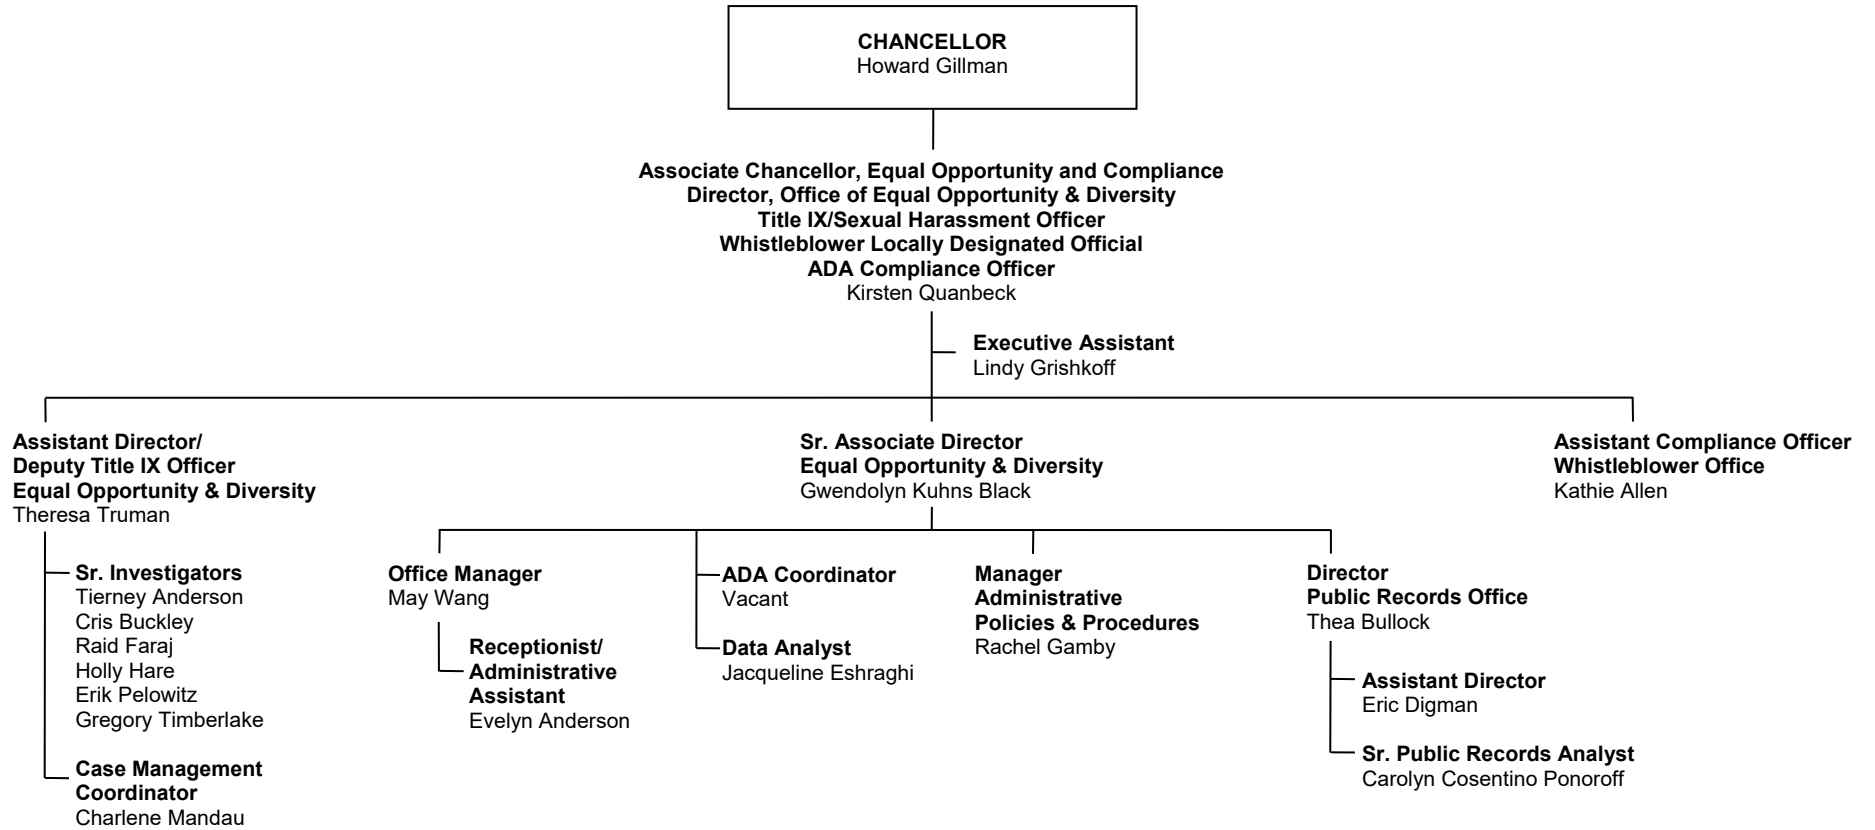 CHANCELLOR
Howard Gillman
Associate Chancellor, Equal Opportunity and Compliance
Director, Office of Equal Opportunity & Diversity
Title IX/Sexual Harassment Officer
Whistleblower Locally Designated Official
ADA Compliance Officer
Kirsten Quanbeck
Executive Assistant
Lindy Grishkoff
Assistant Director/
Deputy Title IX Officer
Equal Opportunity & Diversity
Theresa Truman
Sr. Investigators
Tierney Anderson
Cris Buckley
Raid Faraj
Holly Hare
Erik Pelowitz
Gregory Timberlake
Case Management
Coordinator
Charlene Mandau
Sr. Associate Director
Equal Opportunity & Diversity
Gwendolyn Kuhns Black
Office Manager
May Wang
Receptionist/
Administrative
Assistant
Evelyn Anderson
ADA Coordinator
Vacant
Data Analyst
Jacqueline Eshraghi
Manager
Administrative
Policies & Procedures
Rachel Gamby
Director
Public Records Office
Thea Bullock
Assistant Director
Eric Digman
Sr. Public Records Analyst
Carolyn Cosentino Ponoroff
Assistant Compliance Officer
Whistleblower Office
Kathie Allen